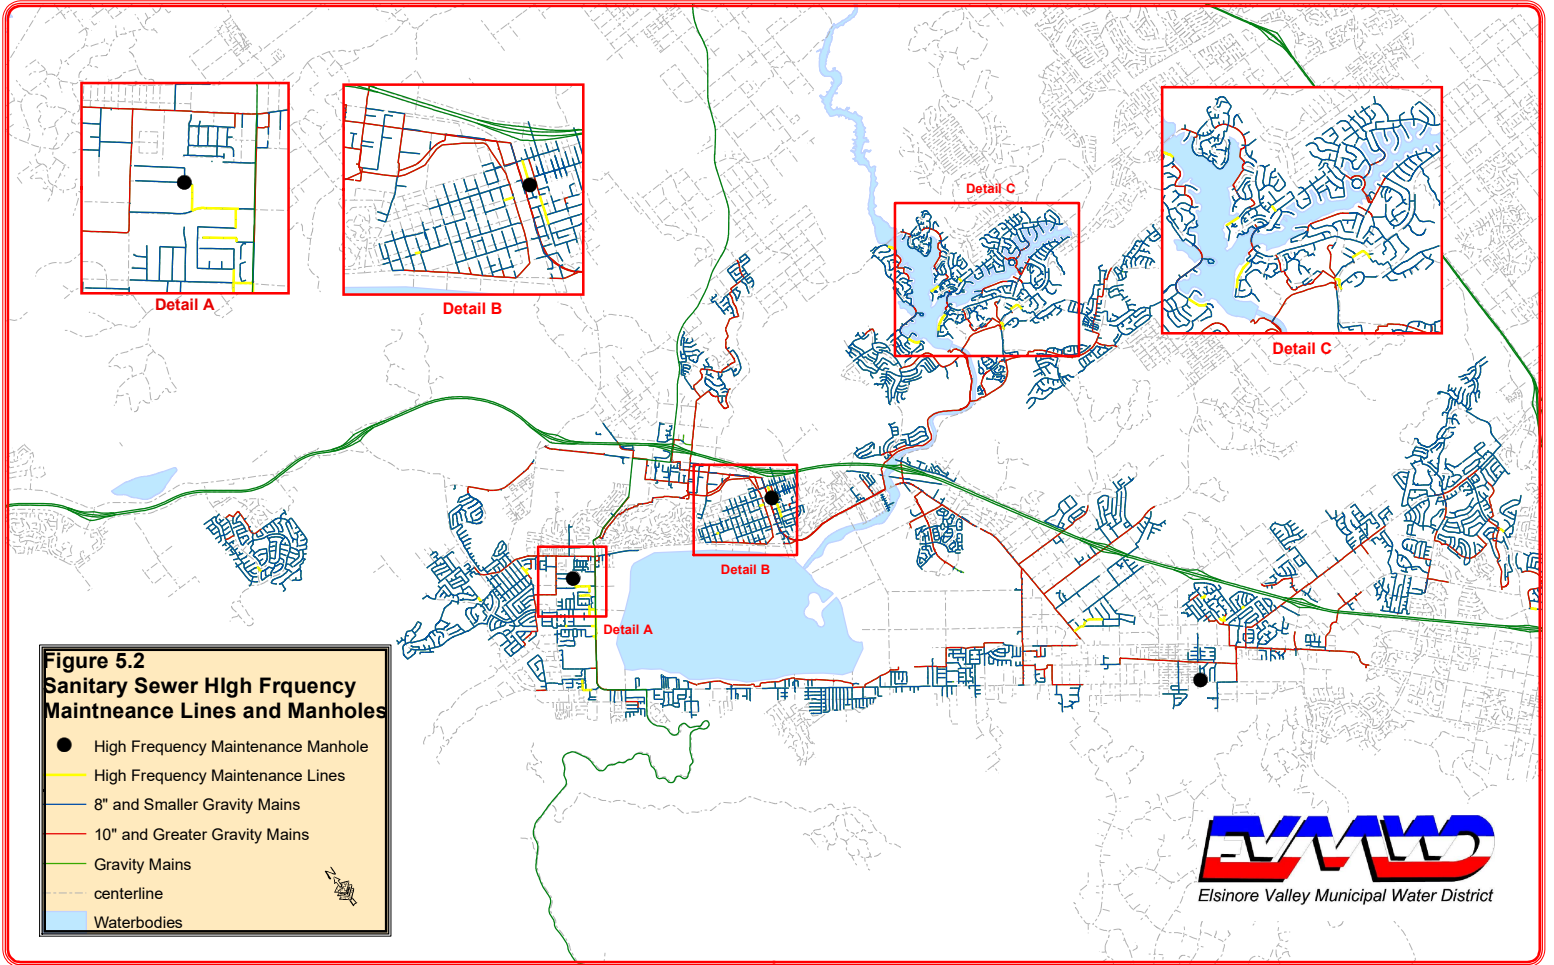 Detail A
Detail B
Detail C
Detail C
Detail B
Detail A
Figure 5.2
Sanitary Sewer HIgh Frquency
Maintneance Lines and Manholes
High Frequency Maintenance Manhole
High Frequency Maintenance Lines
8" and Smaller Gravity Mains
10" and Greater Gravity Mains
Gravity Mains
centerline
Waterbodies
N
EVMWD
Elsinore Valley Municipal Water District